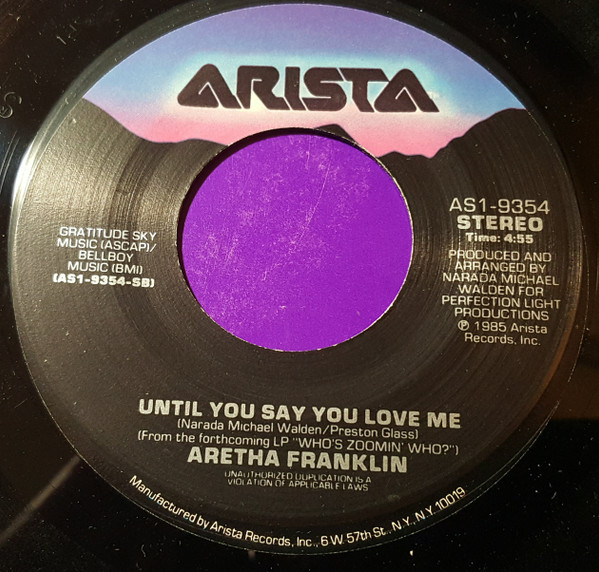 ARISTA
AS1-9354
STEREO
Time: 4:55
GRATITUDE SKY
MUSIC (ASCAP)/
BELLBOY
MUSIC (BMI)
(AS1-9354-SB)
PRODUCED AND
ARRANGED BY
NARADA MICHAEL
WALDEN FOR
PERFECTION LIGHT
PRODUCTIONS
℗ 1985 Arista
Records, Inc.
UNTIL YOU SAY YOU LOVE ME
(Narada Michael Walden/Preston Glass)
(From the forthcoming LP "WHO'S ZOOMIN' WHO?")
ARETHA FRANKLIN
UNAUTHORIZED DUPLICATION IS A
VIOLATION OF APPLICABLE LAWS
Manufactured by Arista Records, Inc., 6 W. 57th St., N.Y., N.Y. 10019